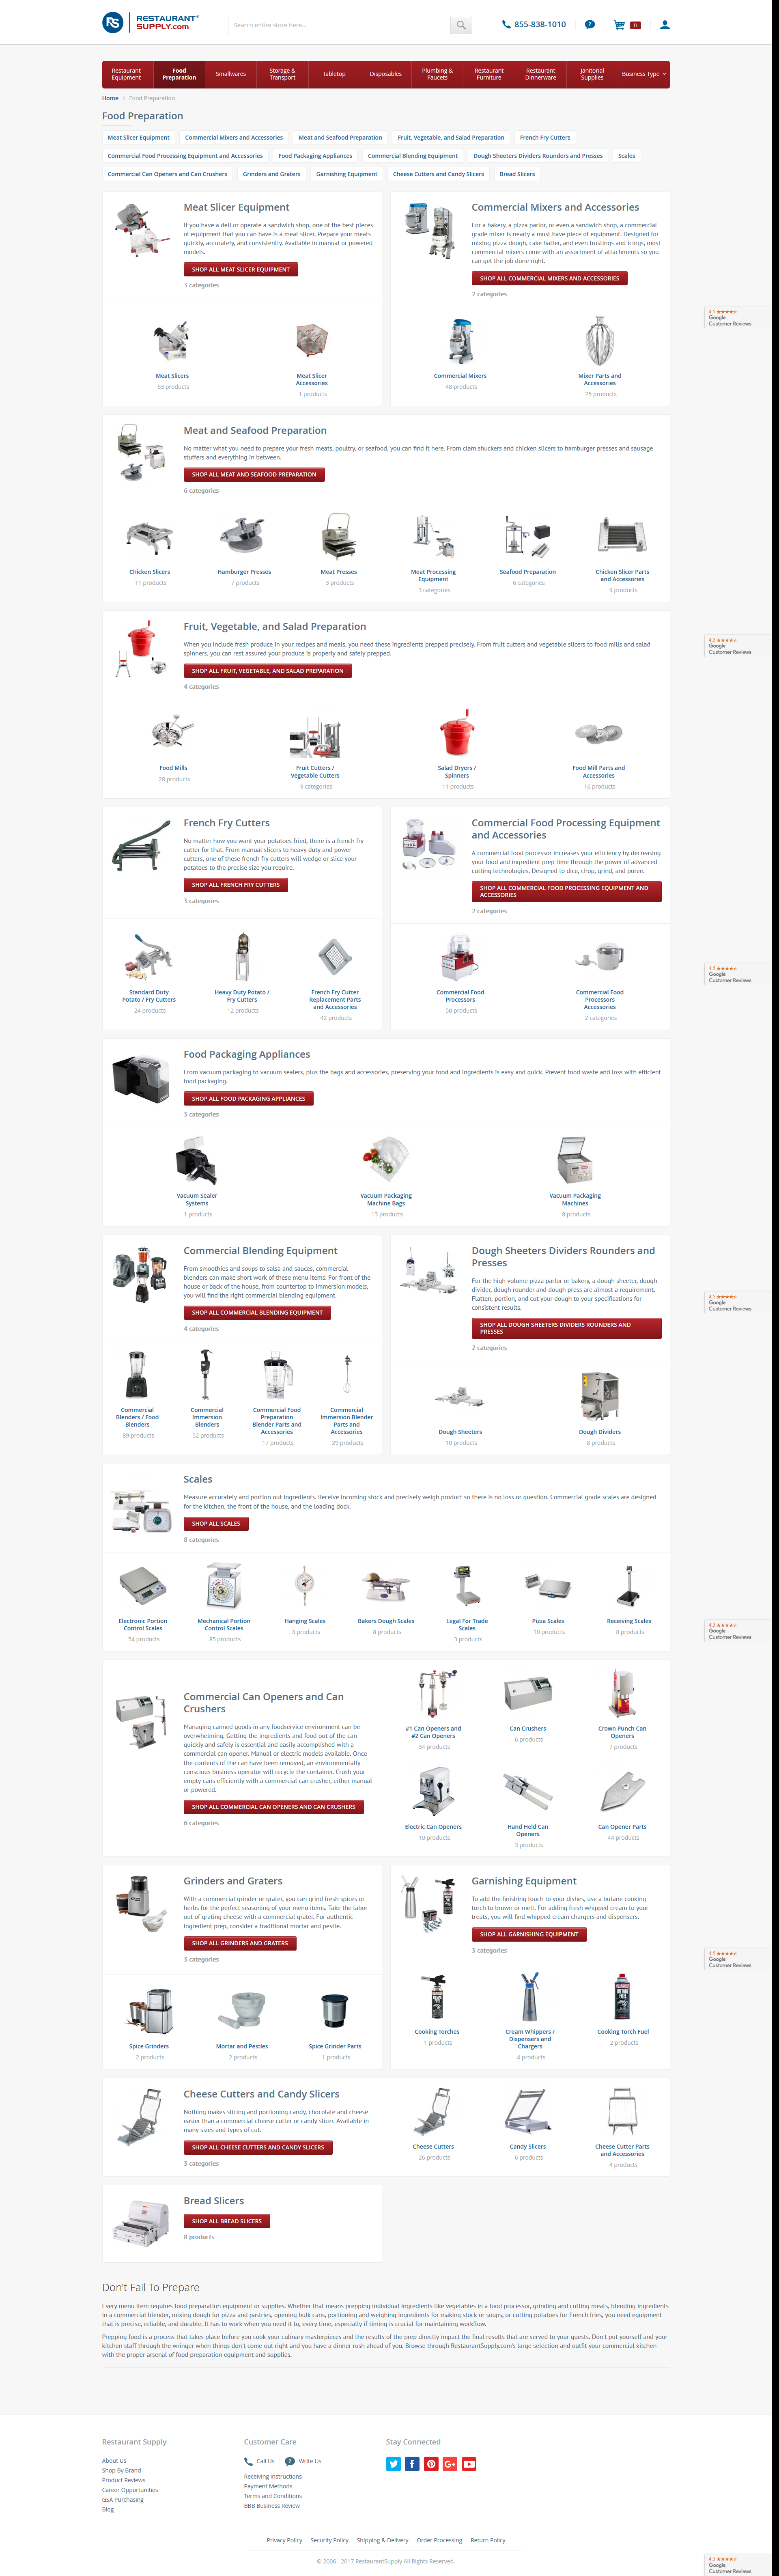 RS RESTAURANT
SUPPLY.com
Search entire store here...
855-838-1010
0
Restaurant Equipment
Food Preparation
Smallwares
Storage & Transport
Tabletop
Disposables
Plumbing & Faucets
Restaurant Furniture
Restaurant Dinnerware
Janitorial Supplies
Business Type
Home > Food Preparation
Food Preparation
Meat Slicer Equipment Commercial Mixers and Accessories Meat and Seafood Preparation Fruit, Vegetable, and Salad Preparation French Fry Cutters
Commercial Food Processing Equipment and Accessories Food Packaging Appliances Commercial Blending Equipment Dough Sheeters Dividers Rounders and Presses Scales
Commercial Can Openers and Can Crushers Grinders and Graters Garnishing Equipment Cheese Cutters and Candy Slicers Bread Slicers
Meat Slicer Equipment
If you have a deli or operate a sandwich shop, one of the best pieces
of equipment that you can have is a meat slicer. Prepare your meats
quickly, accurately, and consistently. Available in manual or powered
models.
SHOP ALL MEAT SLICER EQUIPMENT
3 categories
Meat Slicers
63 products
Meat Slicer
Accessories
1 products
Commercial Mixers and Accessories
For a bakery, a pizza parlor, or even a sandwich shop, a commercial
grade mixer is nearly a must have piece of equipment. Designed for
mixing pizza dough, cake batter, and even frostings and icings, most
commercial mixers come with an assortment of attachments so you
can get the job done right.
SHOP ALL COMMERCIAL MIXERS AND ACCESSORIES
2 categories
Commercial Mixers
48 products
Mixer Parts and
Accessories
25 products
4.5
Google
Customer Reviews
Meat and Seafood Preparation
No matter what you need to prepare your fresh meats, poultry, or seafood, you can find it here. From clam shuckers and chicken slicers to hamburger presses and sausage
stuffers and everything in between.
SHOP ALL MEAT AND SEAFOOD PREPARATION
6 categories
Chicken Slicers
11 products
Hamburger Presses
7 products
Meat Presses
3 products
Meat Processing
Equipment
3 categories
Seafood Preparation
6 categories
Chicken Slicer Parts
and Accessories
9 products
Fruit, Vegetable, and Salad Preparation
When you include fresh produce in your recipes and meals, you need these ingredients prepped precisely. From fruit cutters and vegetable slicers to food mills and salad
spinners, you can rest assured your produce is properly and safely prepped.
SHOP ALL FRUIT, VEGETABLE, AND SALAD PREPARATION
4 categories
4.5
Google
Customer Reviews
Food Mills
28 products
Fruit Cutters /
Vegetable Cutters
9 categories
Salad Dryers /
Spinners
11 products
Food Mill Parts and
Accessories
16 products
French Fry Cutters
No matter how you want your potatoes fried, there is a french fry
cutter for that. From manual slicers to heavy duty and power
cutters, one of these french fry cutters will wedge or slice your
potatoes to the precise size you require.
SHOP ALL FRENCH FRY CUTTERS
3 categories
Standard Duty
Potato / Fry Cutters
24 products
Heavy Duty Potato /
Fry Cutters
12 products
French Fry Cutter
Replacement Parts
and Accessories
42 products
Commercial Food Processing Equipment
and Accessories
A commercial food processor increases your efficiency by decreasing
your food and ingredient prep time through the power of advanced
cutting technologies. Designed to dice, chop, grind, and puree.
SHOP ALL COMMERCIAL FOOD PROCESSING EQUIPMENT AND
ACCESSORIES
2 categories
Commercial Food
Processors
50 products
Commercial Food
Processors
Accessories
2 categories
4.5
Google
Customer Reviews
Food Packaging Appliances
From vacuum packaging to vacuum sealers, plus the bags and accessories, preserving your food and ingredients is easy and quick. Prevent food waste and loss with efficient
food packaging.
SHOP ALL FOOD PACKAGING APPLIANCES
3 categories
Vacuum Sealer
Systems
1 products
Vacuum Packaging
Machine Bags
13 products
Vacuum Packaging
Machines
8 products
Commercial Blending Equipment
From smoothies and soups to salsa and sauces, commercial
blenders can make short work of these menu items. For front of the
house or back of the house, from countertop to immersion models,
you will find the right commercial blending equipment.
SHOP ALL COMMERCIAL BLENDING EQUIPMENT
4 categories
Commercial
Blenders / Food
Blenders
89 products
Commercial
Immersion
Blenders
52 products
Commercial Food
Preparation
Blender Parts and
Accessories
17 products
Commercial
Immersion Blender
Parts and
Accessories
29 products
Dough Sheeters Dividers Rounders and
Presses
For the high volume pizza parlor or bakery, a dough sheeter, dough
divider, dough rounder and dough press are almost a requirement.
Flatten, portion, and cut your dough to your specifications for
consistent results.
SHOP ALL DOUGH SHEETERS DIVIDERS ROUNDERS AND
PRESSES
2 categories
Dough Sheeters
10 products
Dough Dividers
8 products
4.5
Google
Customer Reviews
Scales
Measure accurately and portion out ingredients. Receive incoming stock and precisely weigh product so there is no loss or question. Commercial grade scales are designed
for the kitchen, the front of the house, and the loading dock.
SHOP ALL SCALES
8 categories
Electronic Portion
Control Scales
54 products
Mechanical Portion
Control Scales
85 products
Hanging Scales
3 products
Bakers Dough Scales
8 products
Legal For Trade
Scales
3 products
Pizza Scales
10 products
Receiving Scales
8 products
4.5
Google
Customer Reviews
Commercial Can Openers and Can
Crushers
Managing canned goods in any foodservice environment can be
overwhelming. Getting the ingredients and food out of the can
quickly and safely is essential and easily accomplished with a
commercial can opener. Manual or electric models available. Once
the contents of the can have been removed, an environmentally
conscious business operator will recycle the container. Crush your
empty cans efficiently with a commercial can crusher, either manual
or powered.
SHOP ALL COMMERCIAL CAN OPENERS AND CAN CRUSHERS
6 categories
#1 Can Openers and
#2 Can Openers
34 products
Can Crushers
6 products
Crown Punch Can
Openers
7 products
Electric Can Openers
10 products
Hand Held Can
Openers
3 products
Can Opener Parts
44 products
Grinders and Graters
With a commercial grinder or grater, you can grind fresh spices or
herbs for the perfect seasoning of your menu items. Take the labor
out of grating cheese with a commercial grater. For authentic
ingredient prep, consider a traditional mortar and pestle.
SHOP ALL GRINDERS AND GRATERS
3 categories
Spice Grinders
2 products
Mortar and Pestles
2 products
Spice Grinder Parts
1 products
Garnishing Equipment
To add the finishing touch to your dishes, use a butane cooking
torch to brown or melt. For adding fresh whipped cream to your
treats, you will find whipped cream chargers and dispensers.
SHOP ALL GARNISHING EQUIPMENT
3 categories
Cooking Torches
1 products
Cream Whippers /
Dispensers and
Chargers
4 products
Cooking Torch Fuel
2 products
4.5
Google
Customer Reviews
Cheese Cutters and Candy Slicers
Nothing makes slicing and portioning candy, chocolate and cheese
easier than a commercial cheese cutter or candy slicer. Available in
many sizes and types of cut.
SHOP ALL CHEESE CUTTERS AND CANDY SLICERS
3 categories
Cheese Cutters
26 products
Candy Slicers
6 products
Cheese Cutter Parts
and Accessories
4 products
Bread Slicers
SHOP ALL BREAD SLICERS
8 products
Don't Fail To Prepare
Every menu item requires food preparation equipment or supplies. Whether that means prepping individual ingredients like vegetables in a food processor, grinding and cutting meats, blending ingredients
in a commercial blender, mixing dough for pizza and pastries, opening bulk cans, portioning and weighing ingredients for making stock or soups, or cutting potatoes for French fries, you need equipment
that is precise, reliable, and durable. It has to work when you need it to, every time, especially if timing is crucial for maintaining workflow.
Prepping food is a process that takes place before you cook your culinary masterpieces and the results of the prep directly impact the final results that are served to your guests. Don't put yourself and your
kitchen staff through the wringer when things don't come out right and you have a dinner rush ahead of you. Browse through RestaurantSupply.com's large selection and outfit your commercial kitchen
with the proper arsenal of food preparation equipment and supplies.
Restaurant Supply
About Us
Shop By Brand
Product Reviews
Career Opportunities
GSA Purchasing
Blog
Customer Care
Call Us
Write Us
Receiving Instructions
Payment Methods
Terms and Conditions
BBB Business Review
Stay Connected
Privacy Policy Security Policy Shipping & Delivery Order Processing Return Policy
© 2006 - 2017 RestaurantSupply All Rights Reserved.
4.5
Google
Customer Reviews